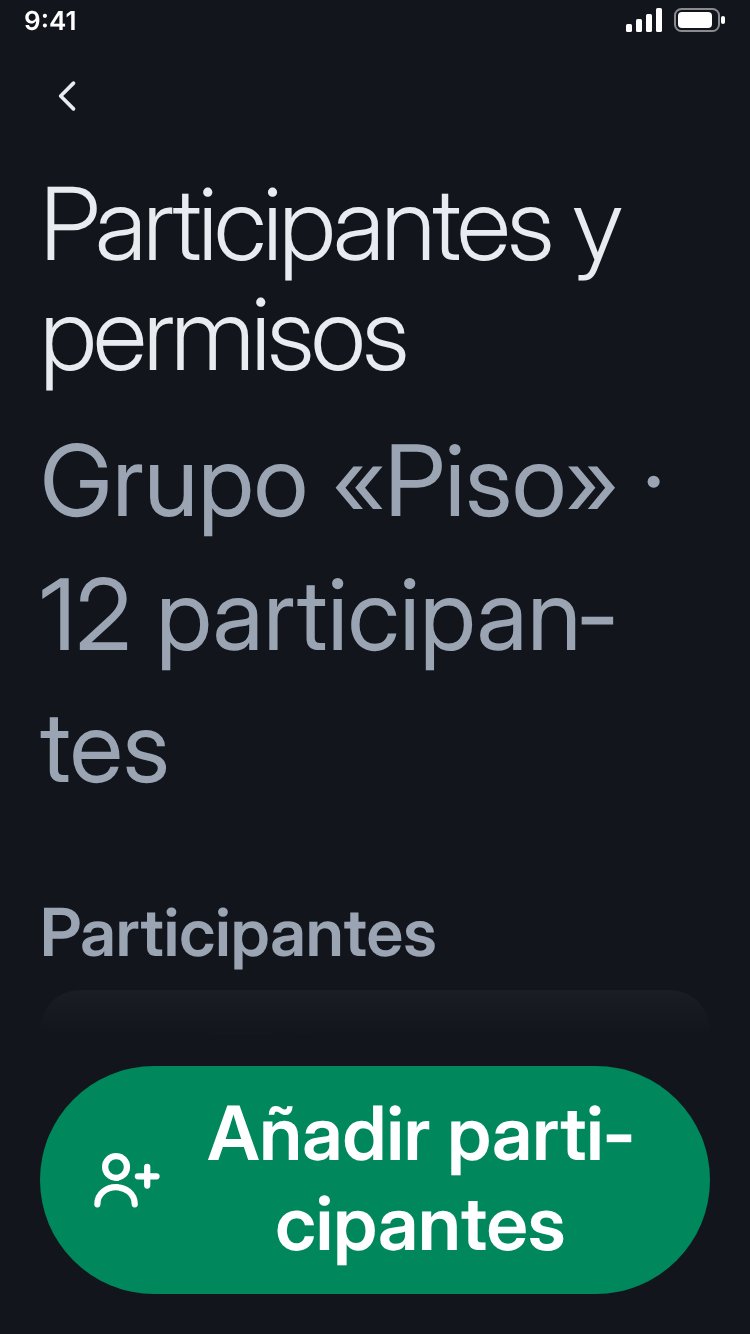 9:41
Participantes y
permisos
Grupo «Piso» ·
12 participan-
tes
Participantes
Añadir parti-
cipantes